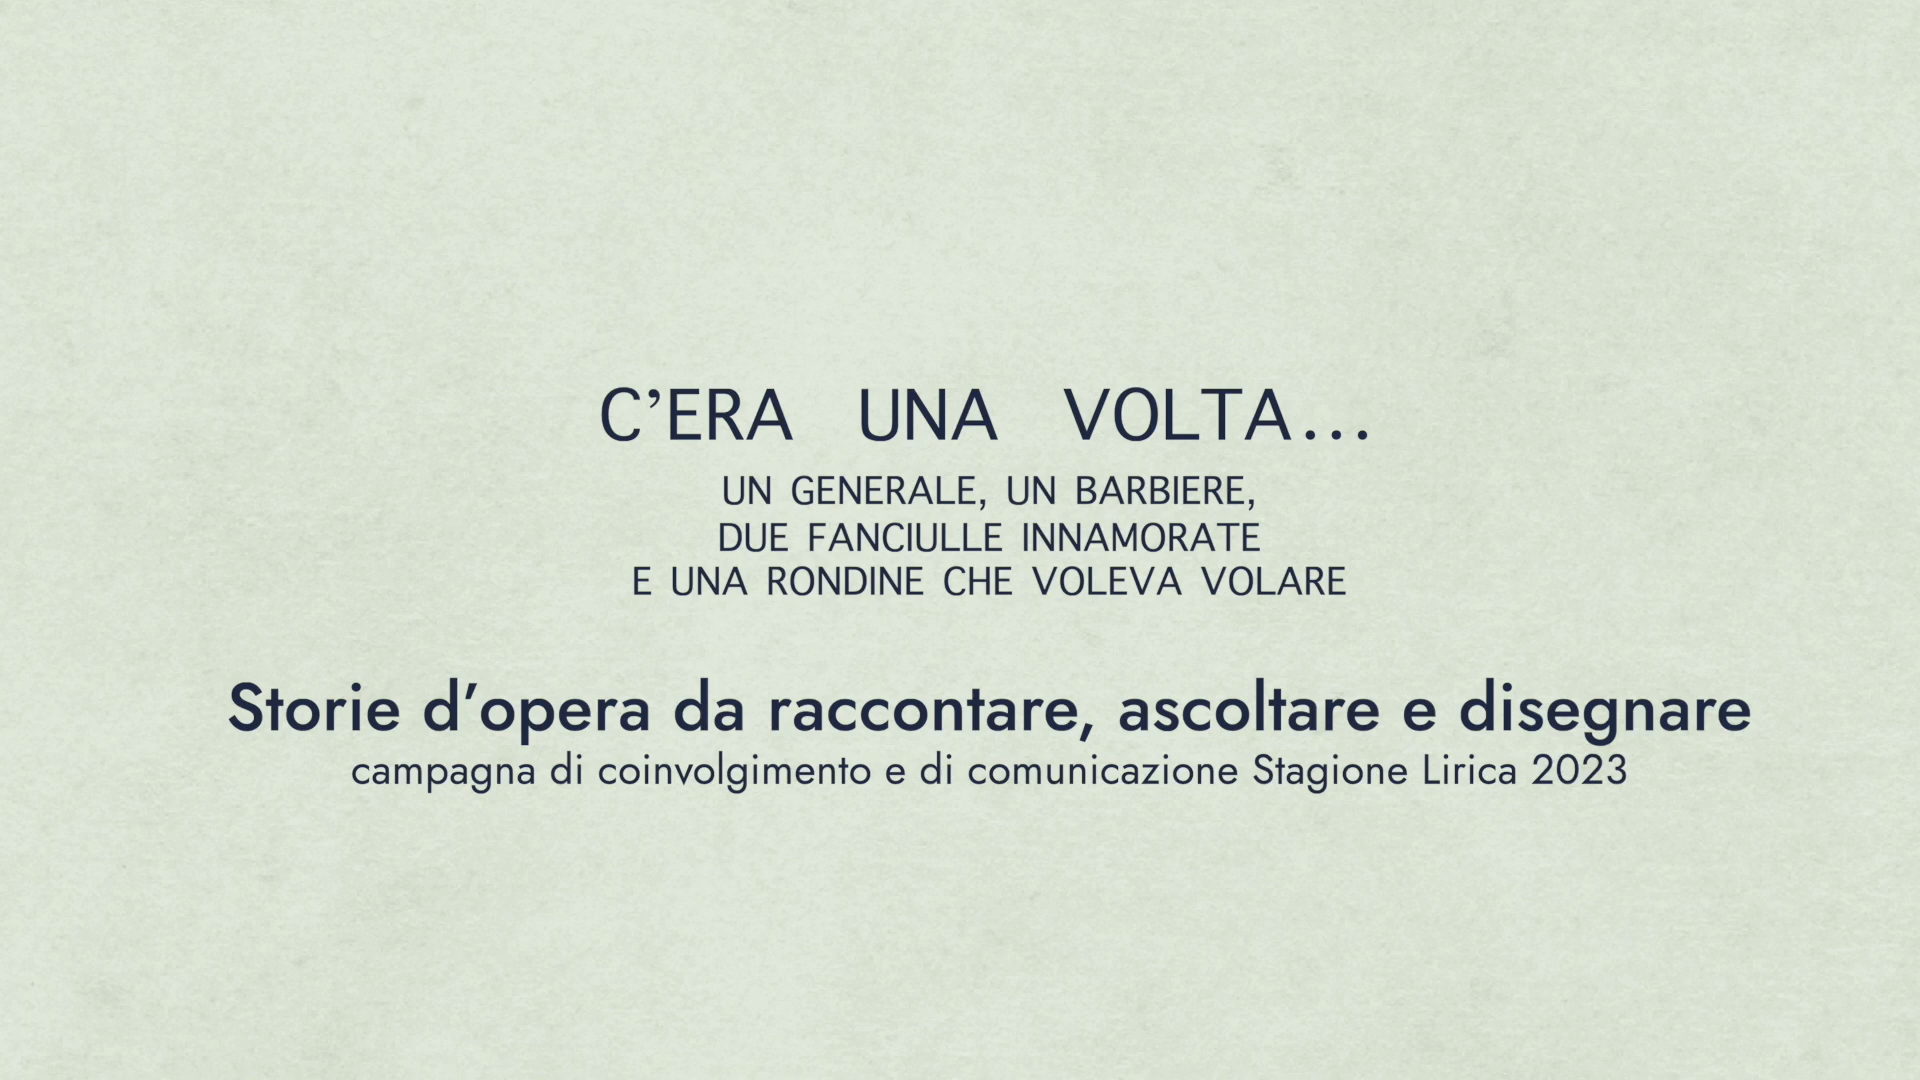 C’ERA UNA VOLTA...
UN GENERALE, UN BARBIERE,
DUE FANCIULLE INNAMORATE
E UNA RONDINE CHE VOLEVA VOLARE
Storie d’opera da raccontare, ascoltare e disegnare
campagna di coinvolgimento e di comunicazione Stagione Lirica 2023